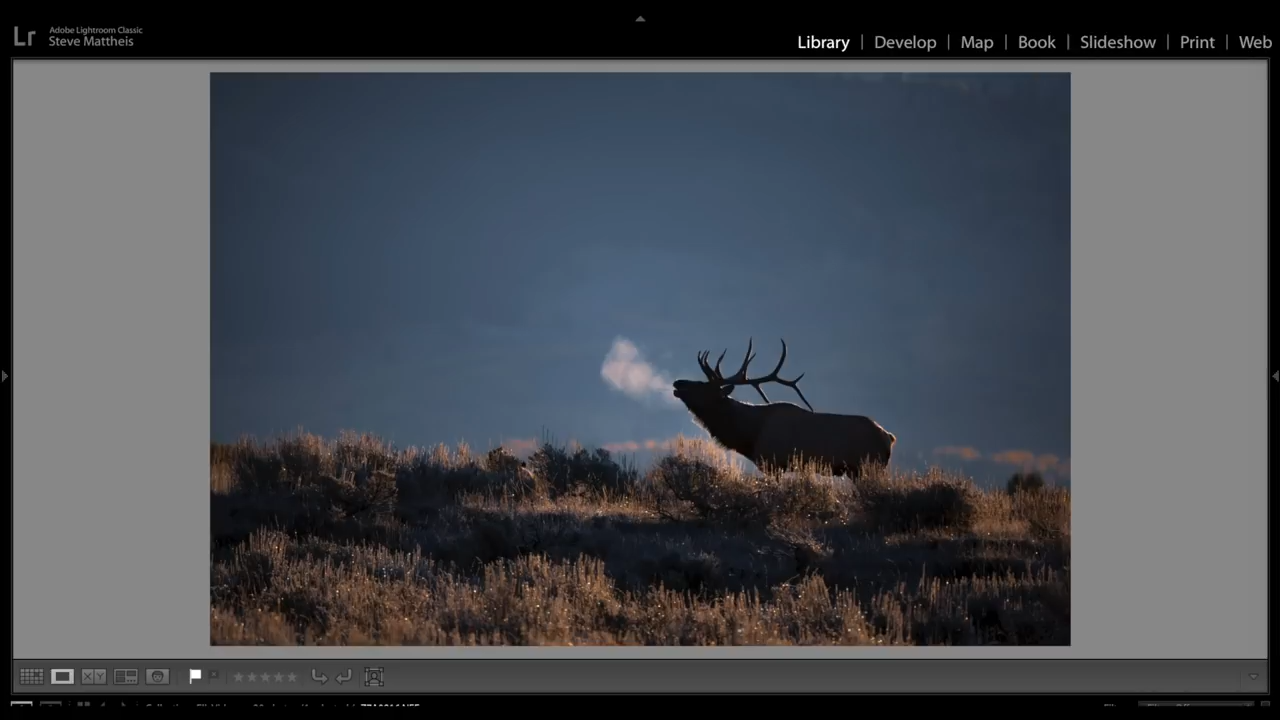 Lr
Adobe Lightroom Classic
Steve Mattheis
Library | Develop | Map | Book | Slideshow | Print | Web
X Y